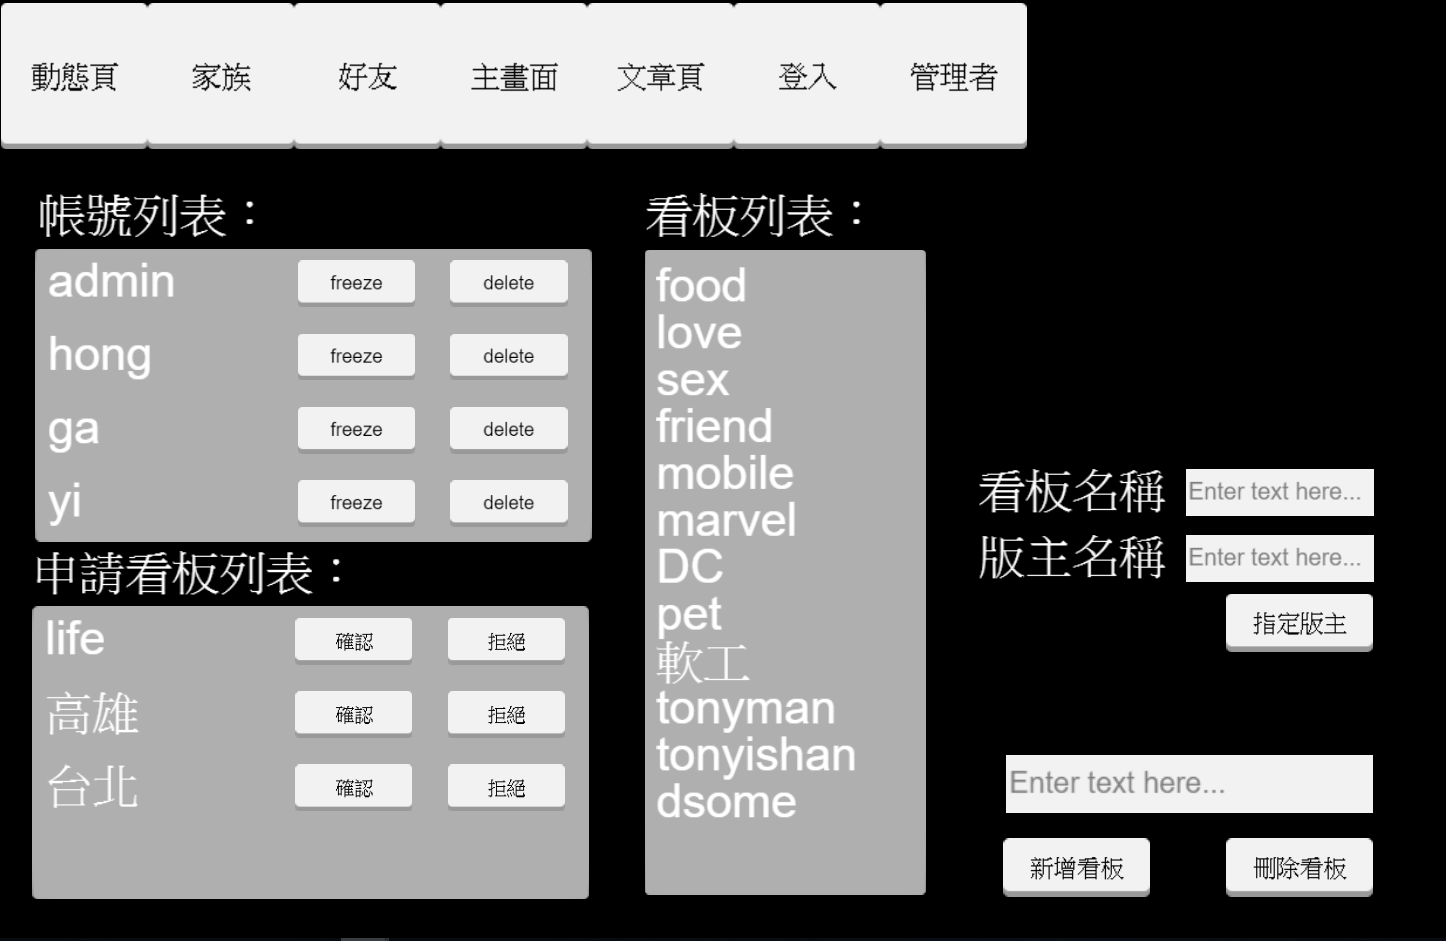 動態頁 家族 好友 主畫面 文章頁 登入 管理者
帳號列表：
admin freeze delete
hong freeze delete
ga freeze delete
yi freeze delete
申請看板列表：
life 確認 拒絕
高雄 確認 拒絕
台北 確認 拒絕
看板列表：
food
love
sex
friend
mobile
marvel
DC
pet
軟工
tonyman
tonyishan
dsome
看板名稱 Enter text here...
版主名稱 Enter text here...
指定版主
Enter text here...
新增看板 刪除看板